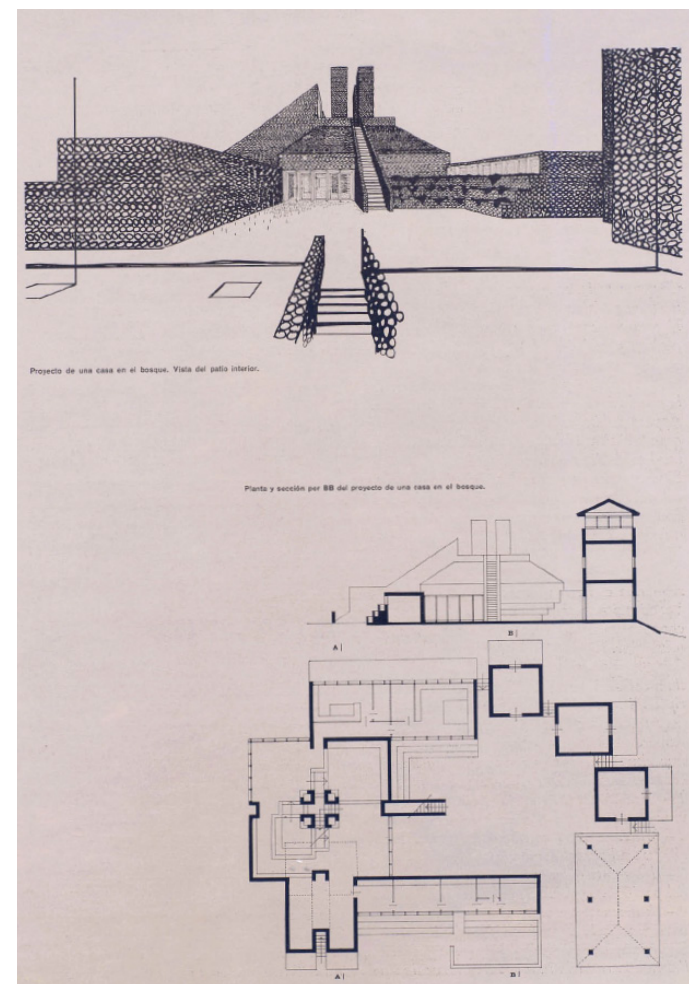 Proyecto de una casa en el bosque. Vista del patio interior.
Planta y sección por BB del proyecto de una casa en el bosque.
A|
B|
A|
B|